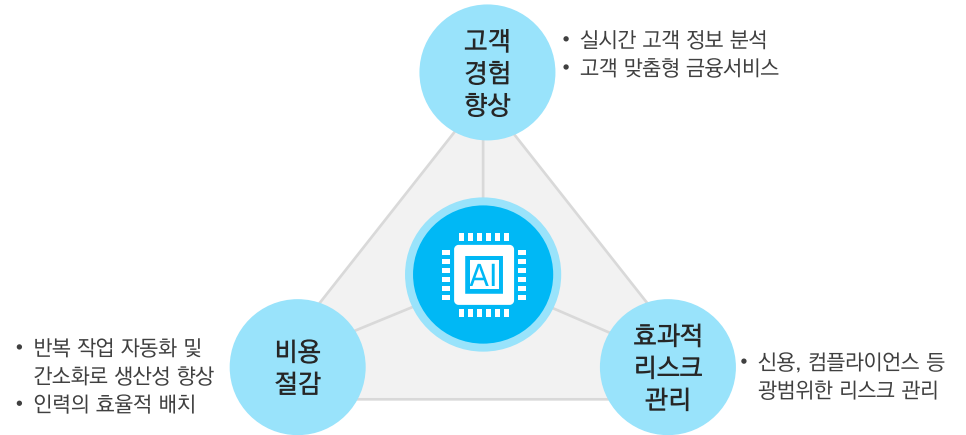 고객
경험
향상
• 실시간 고객 정보 분석
• 고객 맞춤형 금융서비스
AI
비용
절감
• 반복 작업 자동화 및
간소화로 생산성 향상
• 인력의 효율적 배치
효과적
리스크
관리
• 신용, 컴플라이언스 등
광범위한 리스크 관리